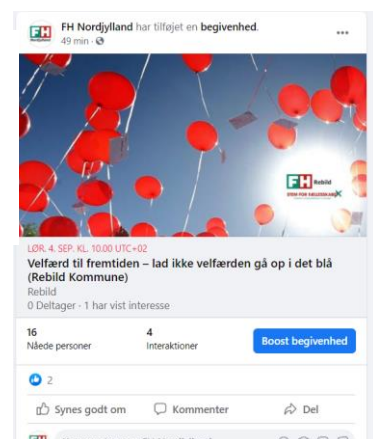 FH Nordjylland har tilføjet en begivenhed.
49 min ·
FH Rebild
LØR. 4. SEP. KL. 10.00 UTC+02
Velfærd til fremtiden – lad ikke velfærden gå op i det blå
(Rebild Kommune)
Rebild
0 Deltager · 1 har vist interesse
16
Nåede personer
4
Interaktioner
Boost begivenhed
2
Synes godt om
Kommenter
Del